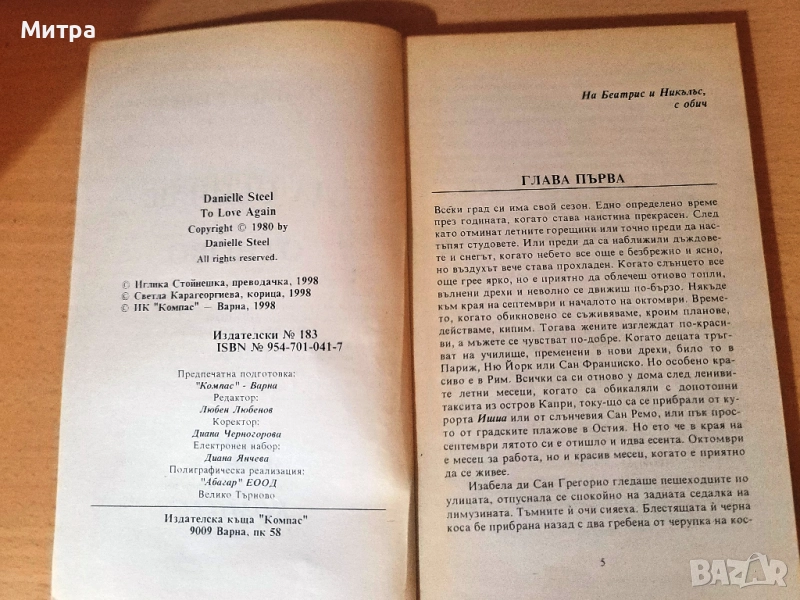 Митра
Danielle Steel
To Love Again
Copyright © 1980 by
Danielle Steel
All rights reserved.
© Иглика Стойнешка, преводачка, 1998
© Светла Карагеоргиева, корица, 1998
© ИК "Компас" — Варна, 1998
Издателски № 183
ISBN № 954-701-041-7
Предпечатна подготовка:
"Компас" - Варна
Редактор:
Любен Любенов
Коректор:
Диана Черногорова
Електронен набор:
Диана Янчева
Полиграфическа реализация:
"Абагар" ЕООД
Велико Търново
Издателска къща "Компас"
9009 Варна, пк 58
На Беатрис и Никълъс,
с обич
ГЛАВА ПЪРВА
Всеки град си има свой сезон. Едно определено време
през годината, когато става наистина прекрасен. След
като отминат летните горещини или точно преди да нас-
тъпят студовете. Или преди да са наближили дъждове-
те и снегът, когато небето все още е безбрежно и ясно,
но въздухът вече става прохладен. Когато слънцето все
още грее ярко, но е приятно да облечеш отново топли,
вълнени дрехи и неволно се движиш по-бързо. Някъде
към края на септември и началото на октомври. Време-
то, когато обикновено се съживяваме, кроим планове,
действаме, кипим. Тогава жените изглеждат по-краси-
ви, а мъжете се чувстват по-добре. Когато децата тръг-
ват на училище, пременени в нови дрехи, било то в
Париж, Ню Йорк или Сан Франциско. Но особено кра-
сиво е в Рим. Всички са си отново у дома след лениви-
те летни месеци, когато са обикаляли с допотопни
таксита из остров Капри, току-що са се прибрали от ку-
рорта Ишиа или от слънчевия Сан Ремо, или пък прос-
то от градските плажове в Остия. Но ето че в края на
септември лятото си е отишло и идва есента. Октомври
е месец за работа, но и красив месец, когато е приятно
да се живее.
Изабела ди Сан Грегорио гледаше пешеходците по
улицата, отпуснала се спокойно на задната седалка на
лимузината. Тъмните ѝ очи сияеха. Блестящата ѝ черна
коса бе прибрана назад с два гребена от черупка на кос-
5
BAZAR